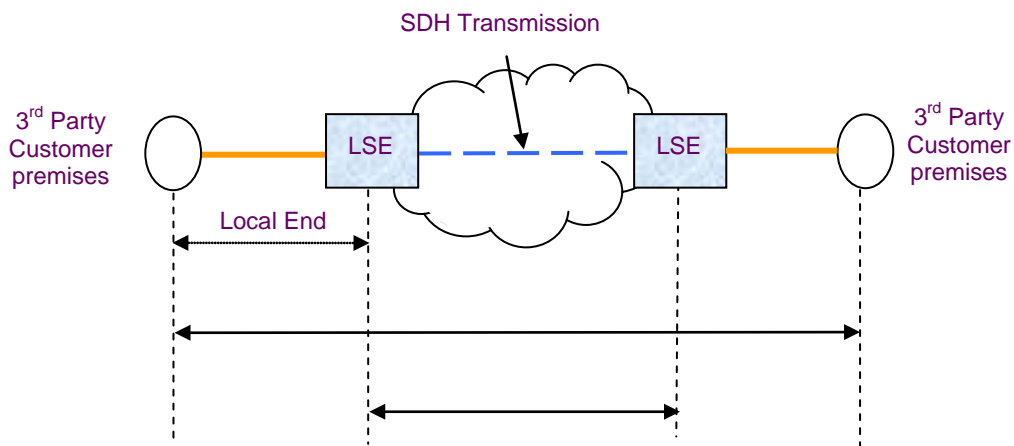 SDH Transmission
3rd Party
Customer
premises
LSE
LSE
3rd Party
Customer
premises
Local End